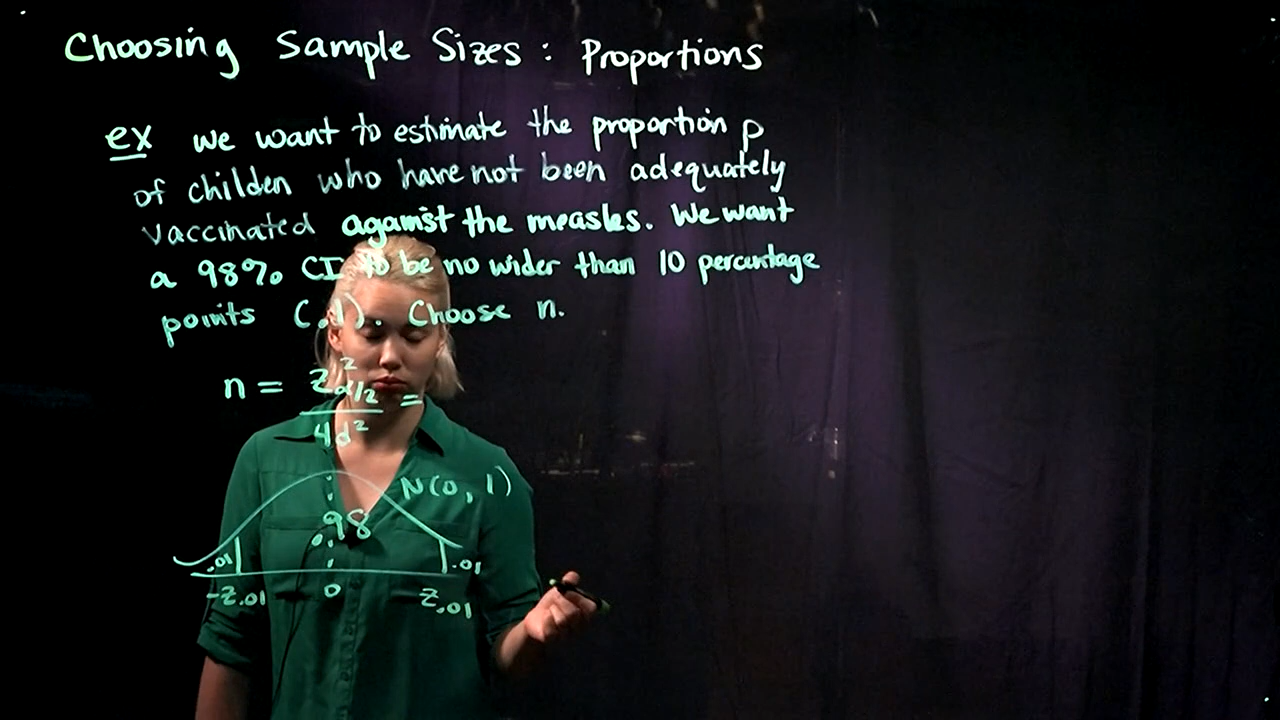 Choosing Sample Sizes: Proportions
ex we want to estimate the proportion p
of childen who have not been adequately
vaccinated against the measles. We want
a 98% CI to be no wider than 10 percentage
points (.1). Choose n.
n = z²α/2 / 4d² =
N(0, 1)
0.98
.01 .01
-z.01 0 z.01